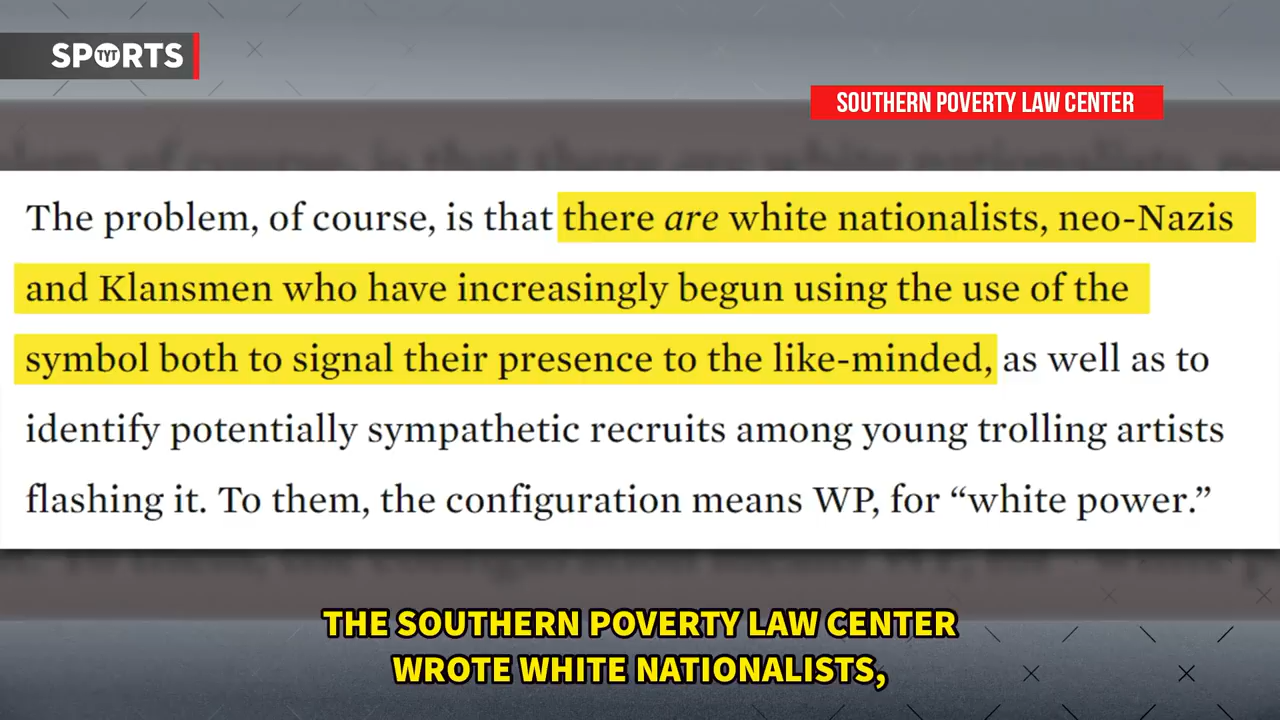 SPORTS
TYT
SOUTHERN POVERTY LAW CENTER
The problem, of course, is that there are white nationalists, neo-Nazis
and Klansmen who have increasingly begun using the use of the
symbol both to signal their presence to the like-minded, as well as to
identify potentially sympathetic recruits among young trolling artists
flashing it. To them, the configuration means WP, for “white power.”
THE SOUTHERN POVERTY LAW CENTER
WROTE WHITE NATIONALISTS,